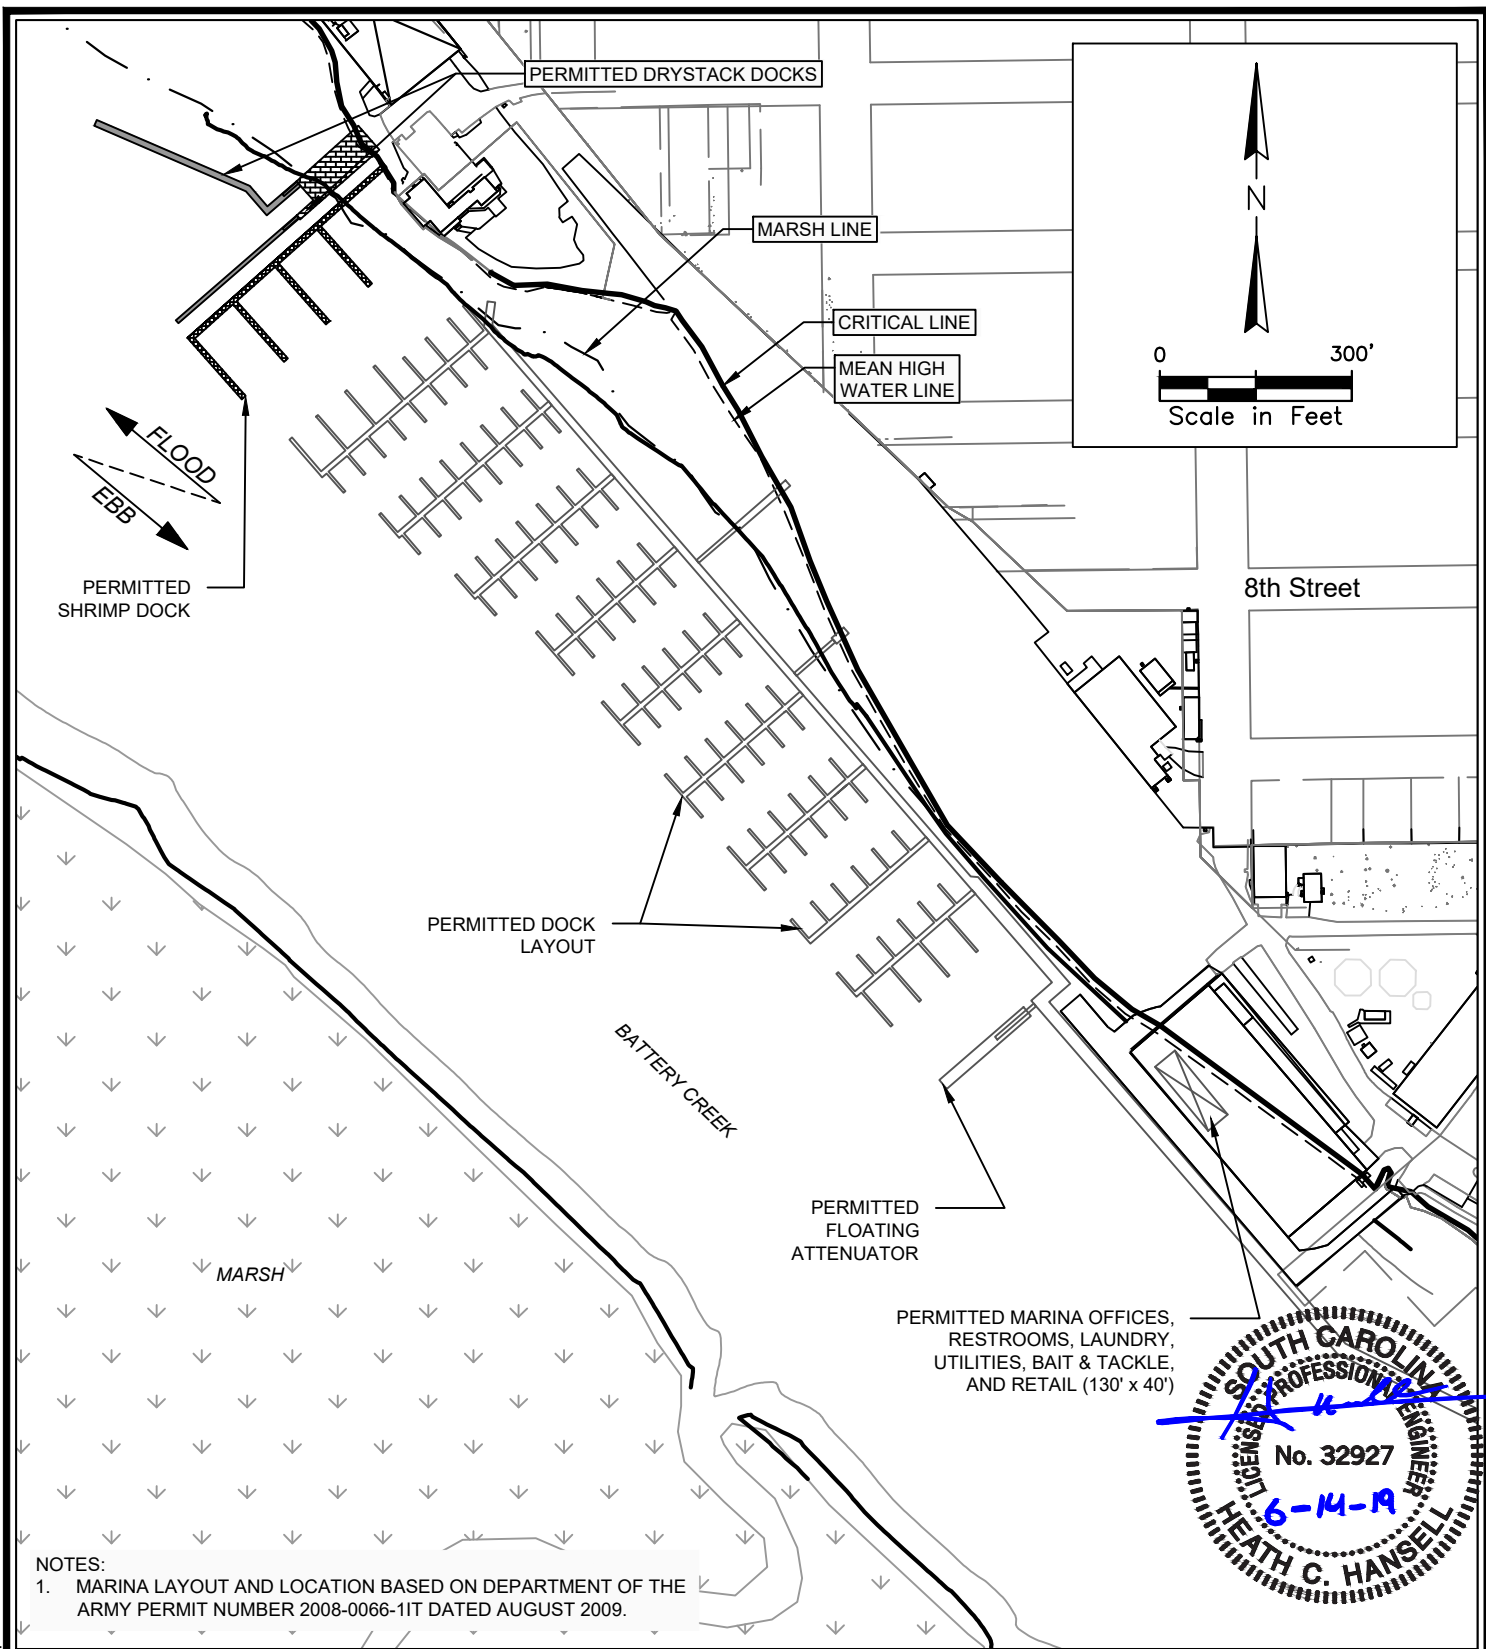 PERMITTED DRYSTACK DOCKS
MARSH LINE
CRITICAL LINE
MEAN HIGH
WATER LINE
N
0 300'
Scale in Feet
FLOOD
EBB
PERMITTED
SHRIMP DOCK
8th Street
PERMITTED DOCK
LAYOUT
BATTERY CREEK
PERMITTED
FLOATING
ATTENUATOR
MARSH
PERMITTED MARINA OFFICES,
RESTROOMS, LAUNDRY,
UTILITIES, BAIT & TACKLE,
AND RETAIL (130' x 40')
SOUTH CAROLINA
LICENSED PROFESSIONAL ENGINEER
No. 32927
6-14-19
HEATH C. HANSELL
NOTES:
1. MARINA LAYOUT AND LOCATION BASED ON DEPARTMENT OF THE
ARMY PERMIT NUMBER 2008-0066-1IT DATED AUGUST 2009.